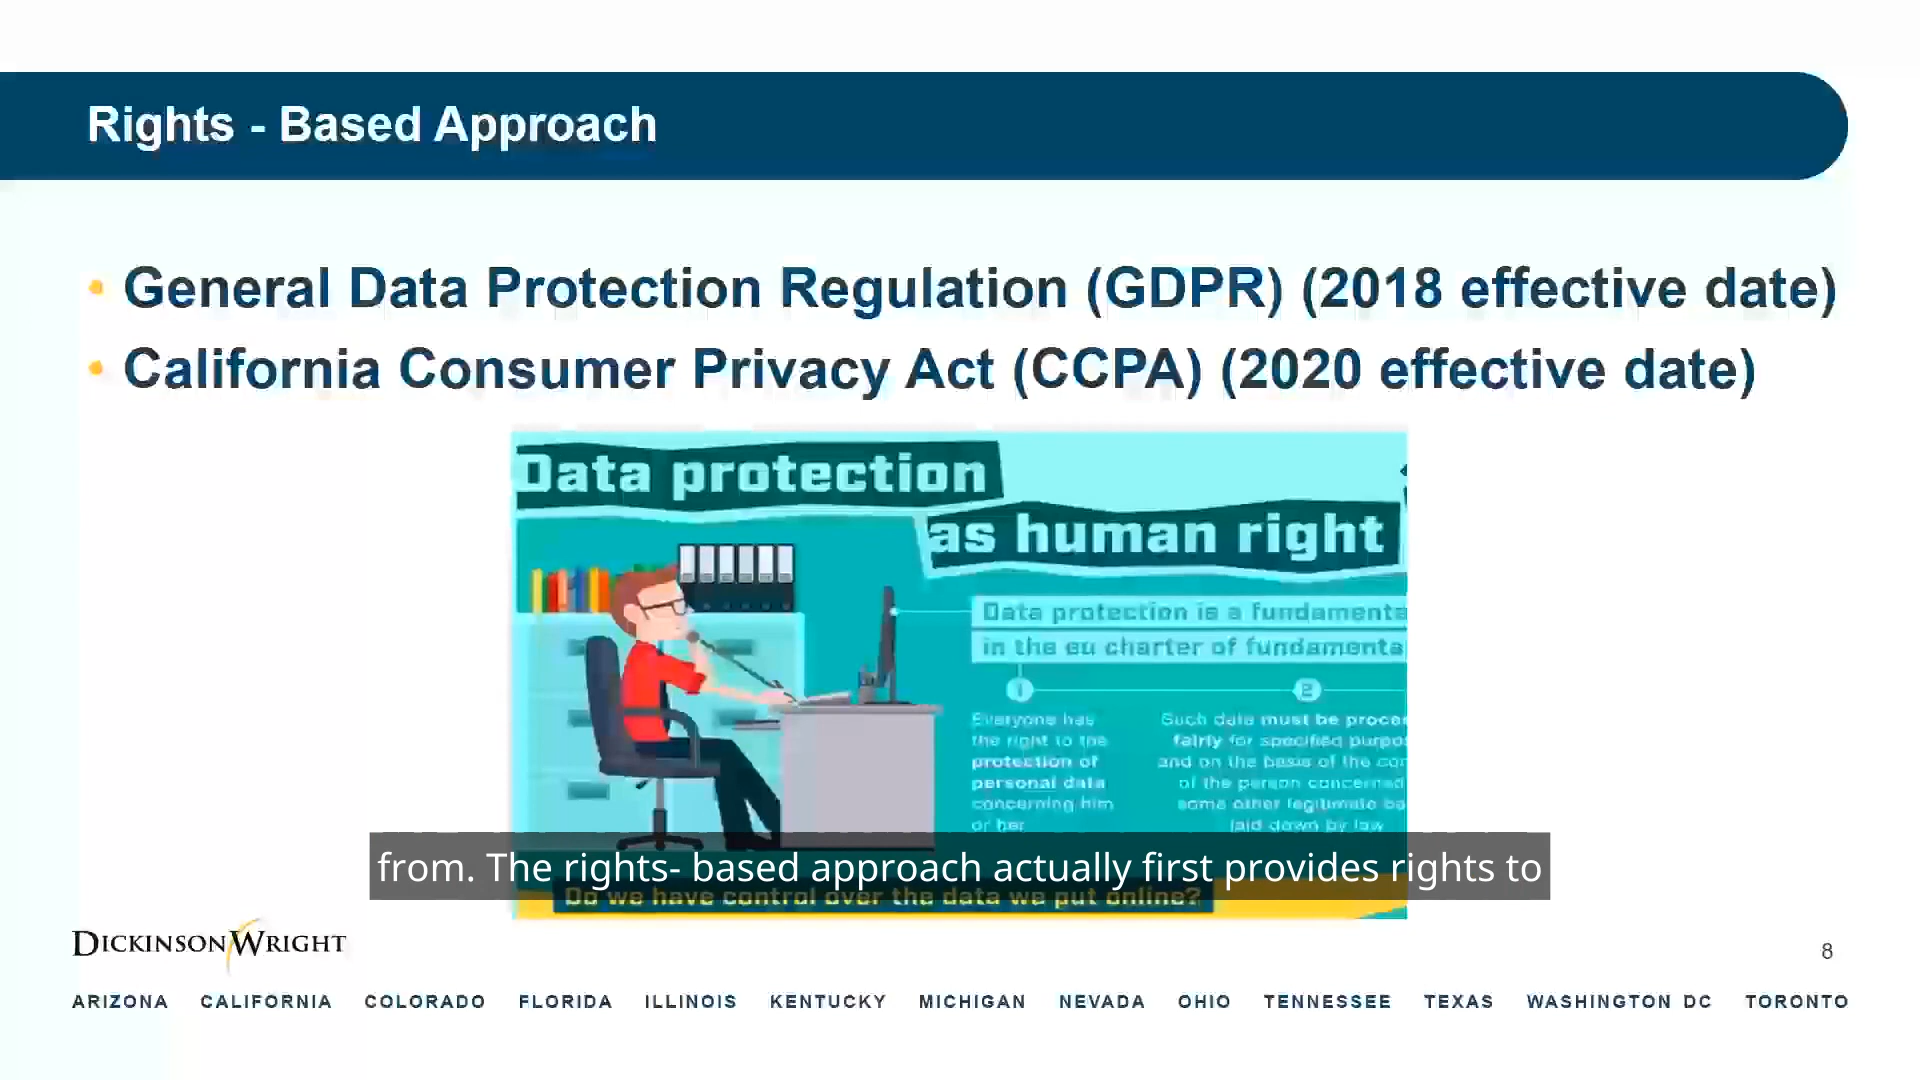 Rights - Based Approach
• General Data Protection Regulation (GDPR) (2018 effective date)
• California Consumer Privacy Act (CCPA) (2020 effective date)
Data protection
as human right
Data protection is a fundamenta
in the eu charter of fundamenta
1
Everyone has
the right to the
protection of
personal data
concerning him
or her
2
Such data must be proce
fairly for specified purpo
and on the basis of the co
of the person concerned
some other legitimate ba
laid down by law
from. The rights- based approach actually first provides rights to
Do we have control over the data we put online?
DICKINSON WRIGHT
8
ARIZONA CALIFORNIA COLORADO FLORIDA ILLINOIS KENTUCKY MICHIGAN NEVADA OHIO TENNESSEE TEXAS WASHINGTON DC TORONTO